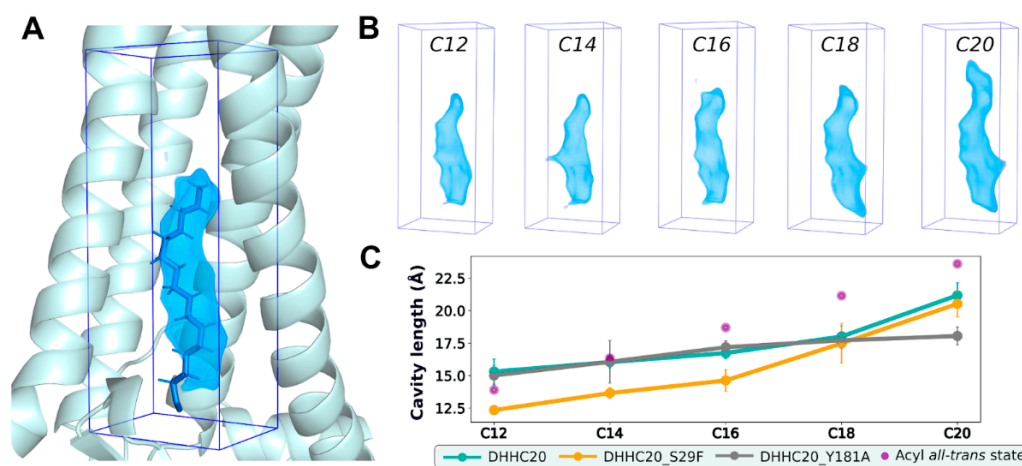 A
B
C12 C14 C16 C18 C20
C
Cavity length (Å)
22.5
20.0
17.5
15.0
12.5
C12 C14 C16 C18 C20
DHHC20 DHHC20_S29F DHHC20_Y181A Acyl all-trans state